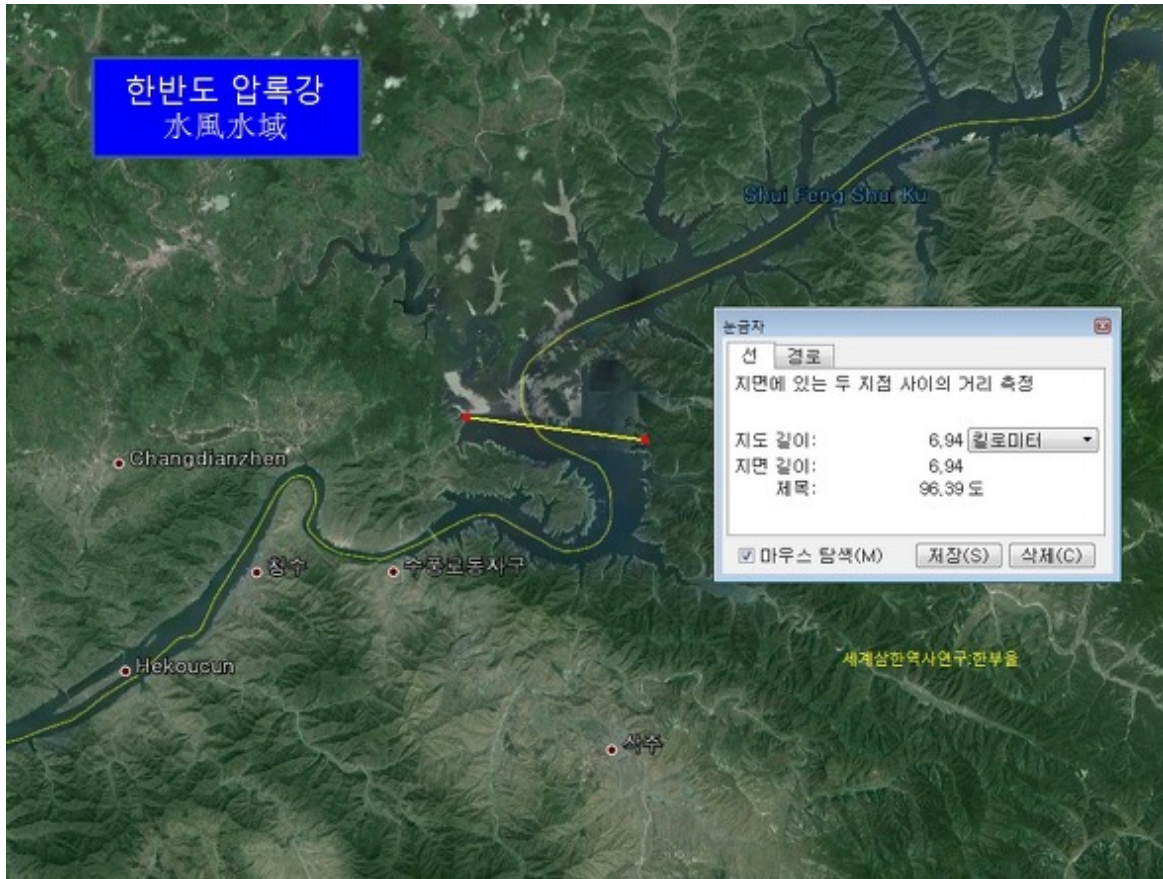 한반도 압록강
水風水域
Shui Feng Shui Ku
눈금자
선 경로
지면에 있는 두 지점 사이의 거리 측정
지도 길이: 6,94 킬로미터
지면 길이: 6,94
제목: 96,39 도
마우스 탐색(M) 저장(S) 삭제(C)
Changdianzhen
청수
수풍로동자구
Hekoucun
세계삼한역사연구:한부울
삭주